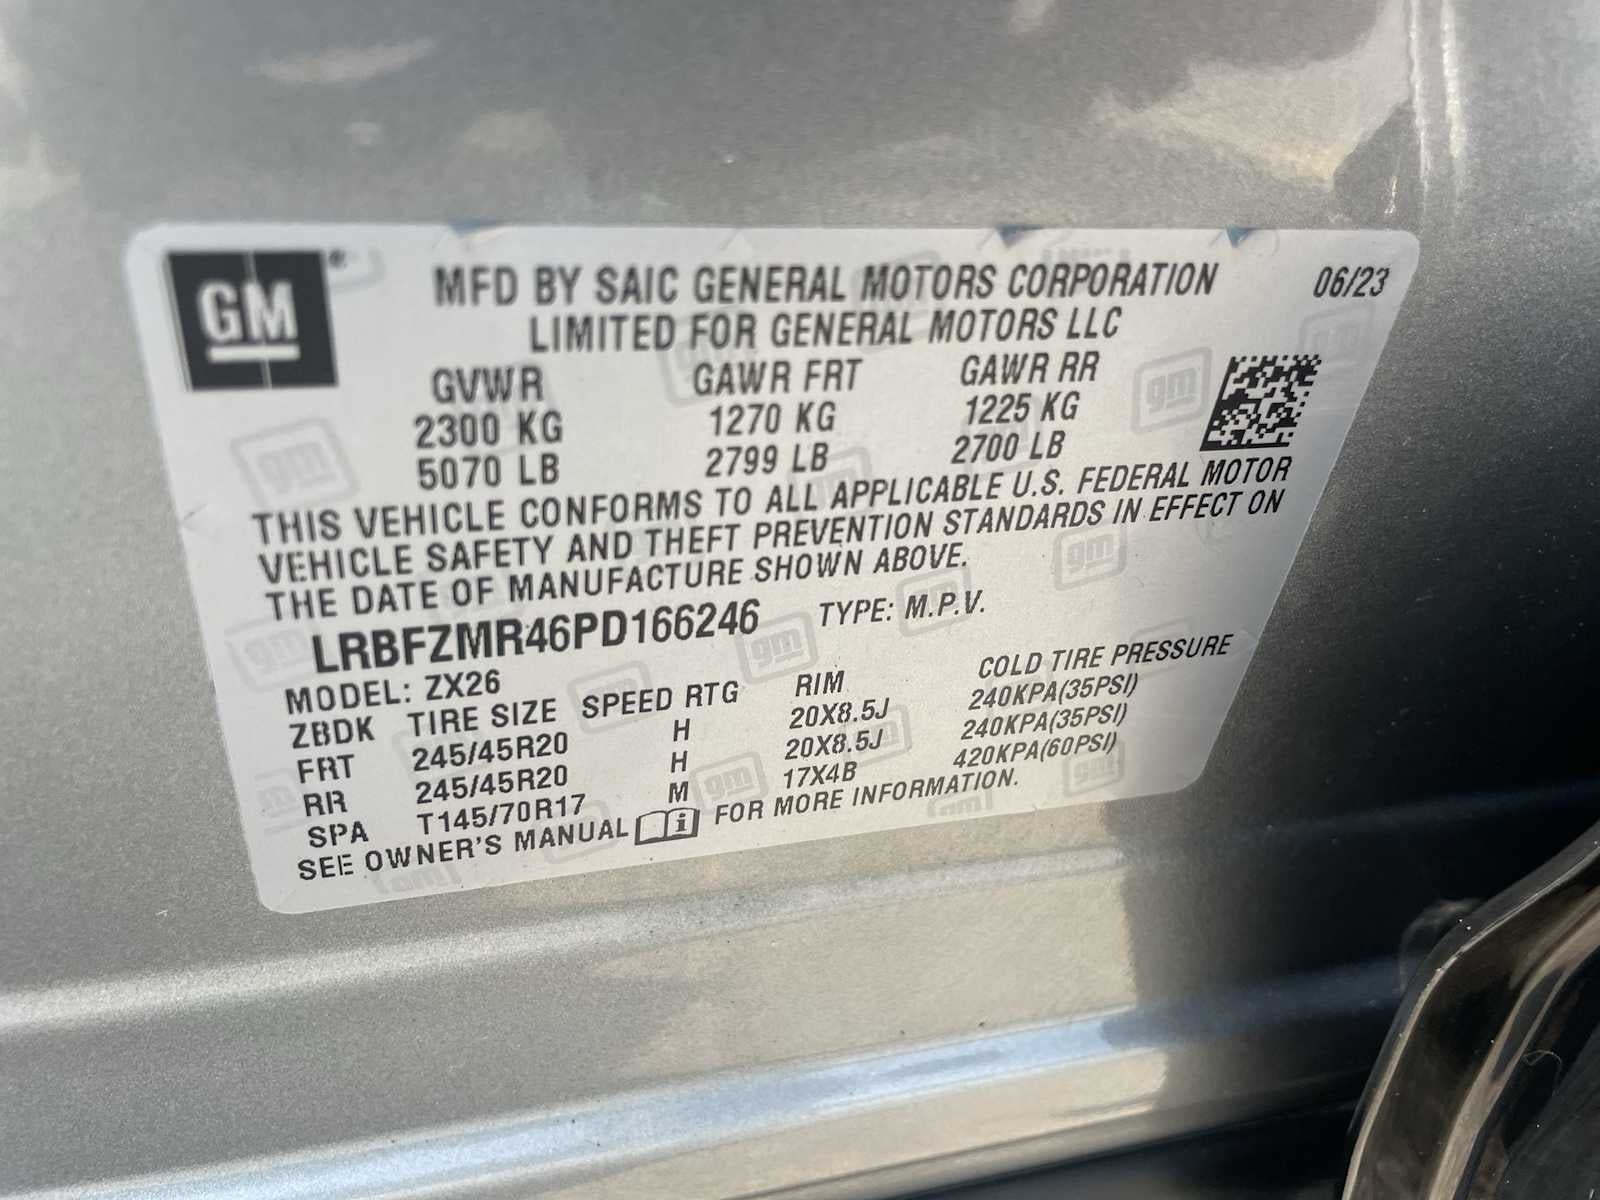 GM ®
MFD BY SAIC GENERAL MOTORS CORPORATION 06/23
LIMITED FOR GENERAL MOTORS LLC
GVWR GAWR FRT GAWR RR
2300 KG 1270 KG 1225 KG
5070 LB 2799 LB 2700 LB
THIS VEHICLE CONFORMS TO ALL APPLICABLE U.S. FEDERAL MOTOR
VEHICLE SAFETY AND THEFT PREVENTION STANDARDS IN EFFECT ON
THE DATE OF MANUFACTURE SHOWN ABOVE.
LRBFZMR46PD166246 TYPE: M.P.V.
MODEL: ZX26
ZBDK TIRE SIZE SPEED RTG RIM COLD TIRE PRESSURE
FRT 245/45R20 H 20X8.5J 240KPA(35PSI)
RR 245/45R20 H 20X8.5J 240KPA(35PSI)
SPA T145/70R17 M 17X4B 420KPA(60PSI)
SEE OWNER'S MANUAL i FOR MORE INFORMATION.